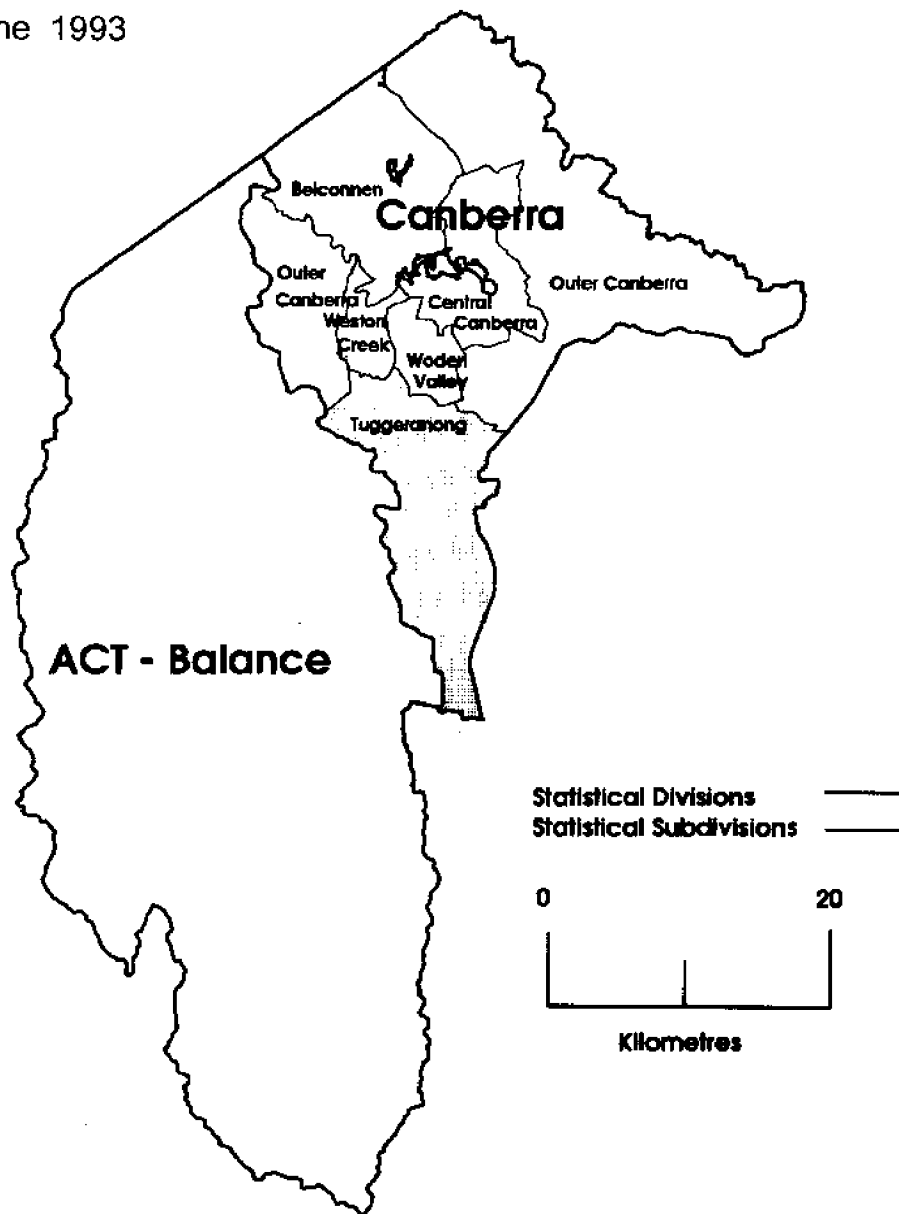 1993
Belconnen
Canberra
Outer
Canberra
Outer Canberra
Weston
Creek
Central
Canberra
Woden
Valley
Tuggeranong
ACT - Balance
Statistical Divisions
Statistical Subdivisions
0 20
Kilometres